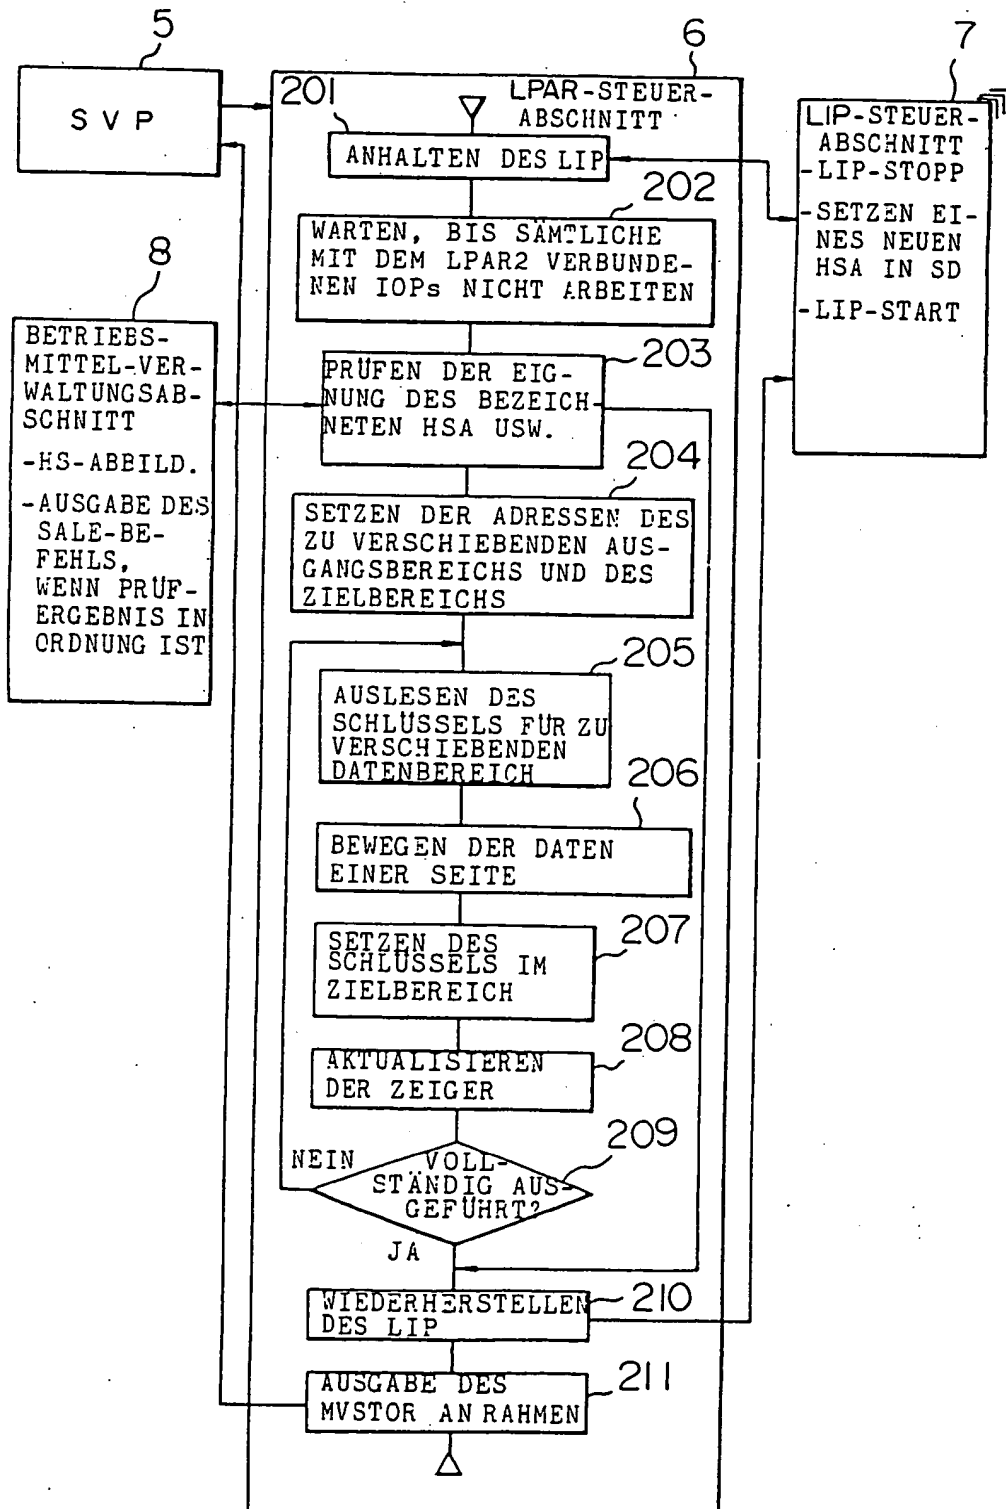 5
SVP
6
LPAR-STEUER-
ABSCHNITT
201
ANHALTEN DES LIP
7
LIP-STEUER-
ABSCHNITT
-LIP-STOPP
-SETZEN EI-
NES NEUEN
HSA IN SD
-LIP-START
202
WARTEN, BIS SÄMTLICHE
MIT DEM LPAR2 VERBUNDE-
NEN IOPs NICHT ARBEITEN
8
BETRIEBS-
MITTEL-VER-
WALTUNGSAB-
SCHNITT
-HS-ABBILD.
-AUSGABE DES
SALE-BE-
FEHLS,
WENN PRÜF-
ERGEBNIS IN
ORDNUNG IST
203
PRÜFEN DER EIG-
NUNG DES BEZEICH-
NETEN HSA USW.
204
SETZEN DER ADRESSEN DES
ZU VERSCHIEBENDEN AUS-
GANGSBEREICHS UND DES
ZIELBEREICHS
205
AUSLESEN DES
SCHLÜSSELS FÜR ZU
VERSCHIEBENDEN
DATENBEREICH
206
BEWEGEN DER DATEN
EINER SEITE
207
SETZEN DES
SCHLÜSSELS IM
ZIELBEREICH
208
AKTUALISIEREN
DER ZEIGER
209
VOLL-
STÄNDIG AUS-
GEFÜHRT?
NEIN
JA
210
WIEDERHERSTELLEN
DES LIP
211
AUSGABE DES
MVSTOR AN RAHMEN